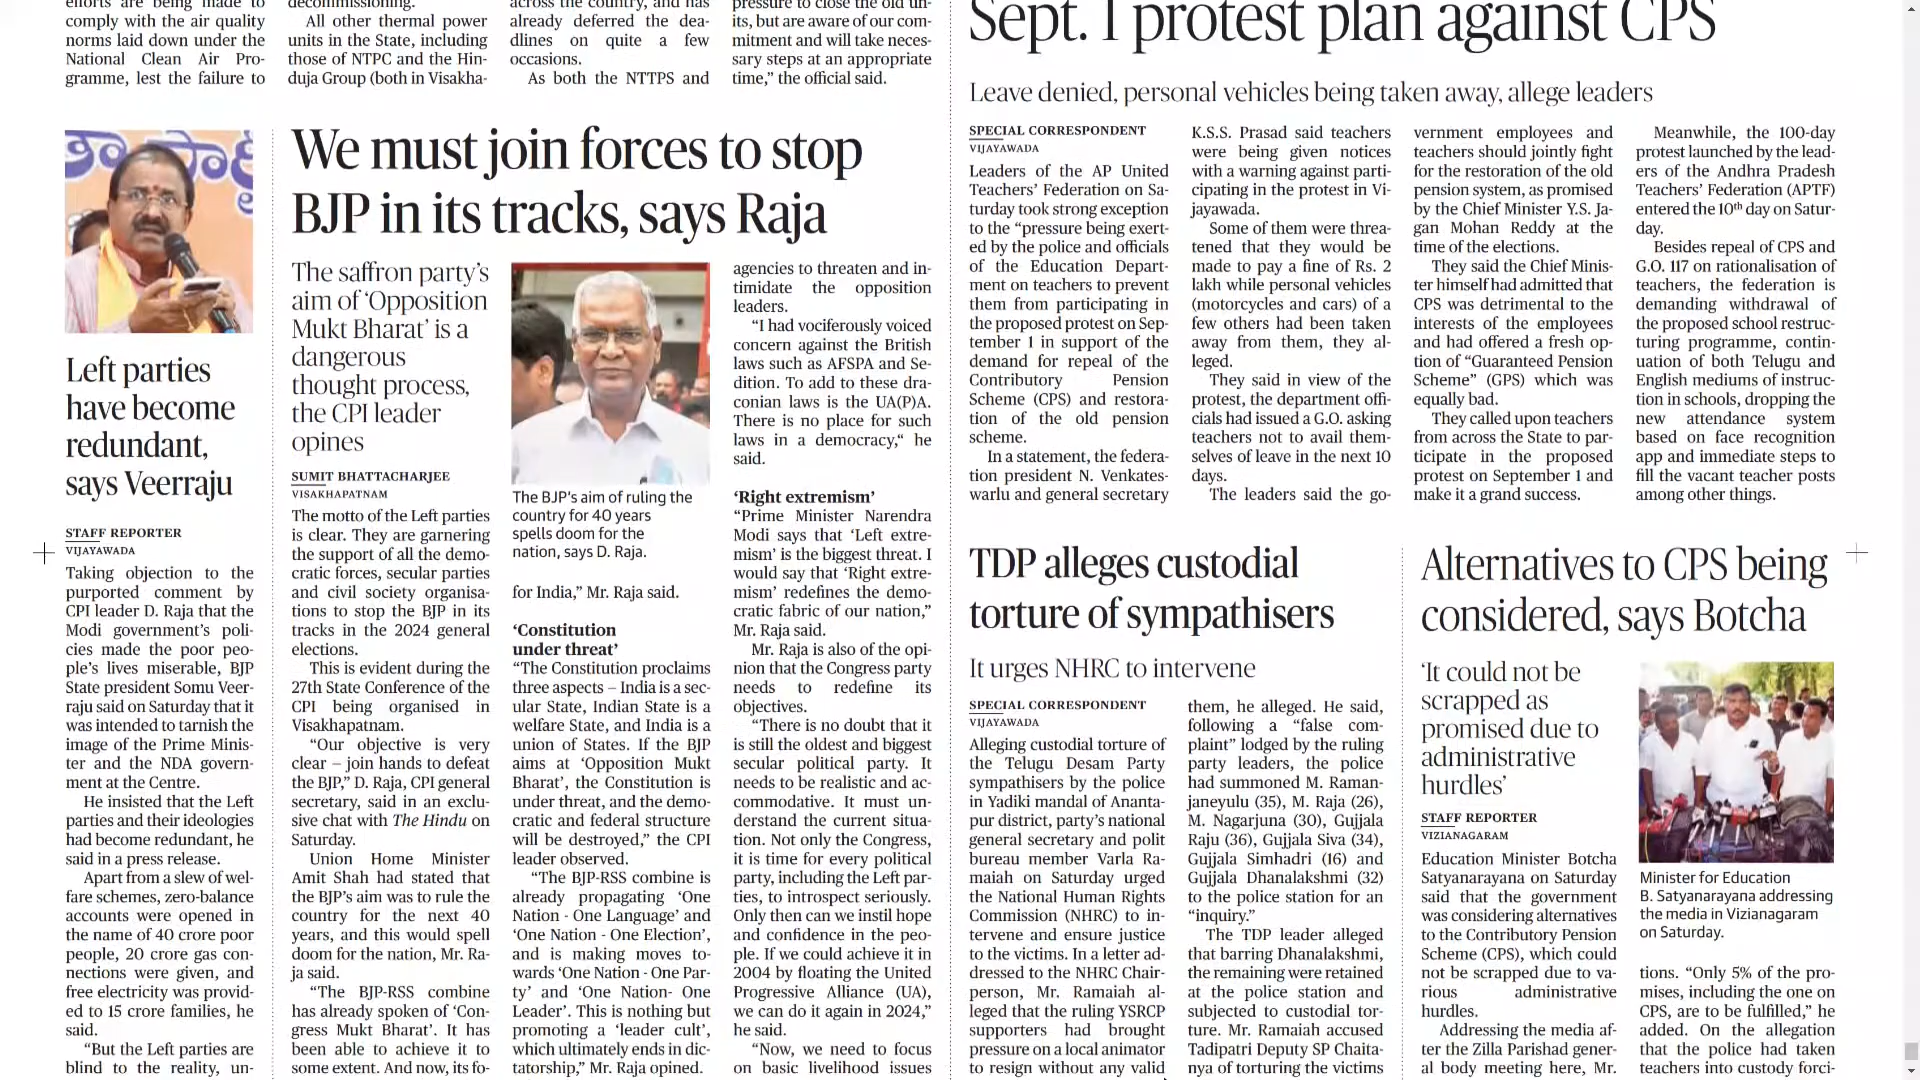 efforts are being made to
comply with the air quality
norms laid down under the
National Clean Air Pro-
gramme, lest the failure to
decommissioning.
All other thermal power
units in the State, including
those of NTPC and the Hin-
duja Group (both in Visakha-
across the country, and has
already deferred the dea-
dlines on quite a few
occasions.
As both the NTTPS and
pressure to close the old un-
its, but are aware of our com-
mitment and will take neces-
sary steps at an appropriate
time,” the official said.
Left parties
have become
redundant,
says Veerraju
STAFF REPORTER
VIJAYAWADA
Taking objection to the
purported comment by
CPI leader D. Raja that the
Modi government’s poli-
cies made the poor peo-
ple’s lives miserable, BJP
State president Somu Veer-
raju said on Saturday that it
was intended to tarnish the
image of the Prime Minis-
ter and the NDA govern-
ment at the Centre.
He insisted that the Left
parties and their ideologies
had become redundant, he
said in a press release.
Apart from a slew of wel-
fare schemes, zero-balance
accounts were opened in
the name of 40 crore poor
people, 20 crore gas con-
nections were given, and
free electricity was provid-
ed to 15 crore families, he
said.
“But the Left parties are
blind to the reality, un-
We must join forces to stop
BJP in its tracks, says Raja
The saffron party’s
aim of ‘Opposition
Mukt Bharat’ is a
dangerous
thought process,
the CPI leader
opines
SUMIT BHATTACHARJEE
VISAKHAPATNAM
The motto of the Left parties
is clear. They are garnering
the support of all the demo-
cratic forces, secular parties
and civil society organisa-
tions to stop the BJP in its
tracks in the 2024 general
elections.
This is evident during the
27th State Conference of the
CPI being organised in
Visakhapatnam.
“Our objective is very
clear – join hands to defeat
the BJP,” D. Raja, CPI general
secretary, said in an exclu-
sive chat with The Hindu on
Saturday.
Union Home Minister
Amit Shah had stated that
the BJP’s aim was to rule the
country for the next 40
years, and this would spell
doom for the nation, Mr. Ra-
ja said.
“The BJP-RSS combine
has already spoken of ‘Con-
gress Mukt Bharat’. It has
been able to achieve it to
some extent. And now, its fo-
The BJP's aim of ruling the
country for 40 years
spells doom for the
nation, says D. Raja.
for India,” Mr. Raja said.
‘Constitution
under threat’
“The Constitution proclaims
three aspects – India is a sec-
ular State, Indian State is a
welfare State, and India is a
union of States. If the BJP
aims at ‘Opposition Mukt
Bharat’, the Constitution is
under threat, and the demo-
cratic and federal structure
will be destroyed,” the CPI
leader observed.
“The BJP-RSS combine is
already propagating ‘One
Nation - One Language’ and
‘One Nation - One Election’,
and is making moves to-
wards ‘One Nation - One Par-
ty’ and ‘One Nation- One
Leader’. This is nothing but
promoting a ‘leader cult’,
which ultimately ends in dic-
tatorship,” Mr. Raja opined.
agencies to threaten and in-
timidate the opposition
leaders.
“I had vociferously voiced
concern against the British
laws such as AFSPA and Se-
dition. To add to these dra-
conian laws is the UA(P)A.
There is no place for such
laws in a democracy,“ he
said.
‘Right extremism’
“Prime Minister Narendra
Modi says that ‘Left extre-
mism’ is the biggest threat. I
would say that ‘Right extre-
mism’ redefines the demo-
cratic fabric of our nation,”
Mr. Raja said.
Mr. Raja is also of the opi-
nion that the Congress party
needs to redefine its
objectives.
“There is no doubt that it
is still the oldest and biggest
secular political party. It
needs to be realistic and ac-
commodative. It must un-
derstand the current situa-
tion. Not only the Congress,
it is time for every political
party, including the Left par-
ties, to introspect seriously.
Only then can we instil hope
and confidence in the peo-
ple. If we could achieve it in
2004 by floating the United
Progressive Alliance (UA),
we can do it again in 2024,”
he said.
“Now, we need to focus
on basic livelihood issues
Sept. 1 protest plan against CPS
Leave denied, personal vehicles being taken away, allege leaders
SPECIAL CORRESPONDENT
VIJAYAWADA
Leaders of the AP United
Teachers’ Federation on Sa-
turday took strong exception
to the “pressure being exert-
ed by the police and officials
of the Education Depart-
ment on teachers to prevent
them from participating in
the proposed protest on Sep-
tember 1 in support of the
demand for repeal of the
Contributory Pension
Scheme (CPS) and restora-
tion of the old pension
scheme.
In a statement, the federa-
tion president N. Venkates-
warlu and general secretary
K.S.S. Prasad said teachers
were being given notices
with a warning against parti-
cipating in the protest in Vi-
jayawada.
Some of them were threa-
tened that they would be
made to pay a fine of Rs. 2
lakh while personal vehicles
(motorcycles and cars) of a
few others had been taken
away from them, they al-
leged.
They said in view of the
protest, the department offi-
cials had issued a G.O. asking
teachers not to avail them-
selves of leave in the next 10
days.
The leaders said the go-
vernment employees and
teachers should jointly fight
for the restoration of the old
pension system, as promised
by the Chief Minister Y.S. Ja-
gan Mohan Reddy at the
time of the elections.
They said the Chief Minis-
ter himself had admitted that
CPS was detrimental to the
interests of the employees
and had offered a fresh op-
tion of “Guaranteed Pension
Scheme” (GPS) which was
equally bad.
They called upon teachers
from across the State to par-
ticipate in the proposed
protest on September 1 and
make it a grand success.
Meanwhile, the 100-day
protest launched by the lead-
ers of the Andhra Pradesh
Teachers’ Federation (APTF)
entered the 10th day on Satur-
day.
Besides repeal of CPS and
G.O. 117 on rationalisation of
teachers, the federation is
demanding withdrawal of
the proposed school restruc-
turing programme, contin-
uation of both Telugu and
English mediums of instruc-
tion in schools, dropping the
new attendance system
based on face recognition
app and immediate steps to
fill the vacant teacher posts
among other things.
TDP alleges custodial
torture of sympathisers
It urges NHRC to intervene
SPECIAL CORRESPONDENT
VIJAYAWADA
Alleging custodial torture of
the Telugu Desam Party
sympathisers by the police
in Yadiki mandal of Ananta-
pur district, party’s national
general secretary and polit
bureau member Varla Ra-
maiah on Saturday urged
the National Human Rights
Commission (NHRC) to in-
tervene and ensure justice
to the victims. In a letter ad-
dressed to the NHRC Chair-
person, Mr. Ramaiah al-
leged that the ruling YSRCP
supporters had brought
pressure on a local animator
to resign without any valid
them, he alleged. He said,
following a “false com-
plaint” lodged by the ruling
party leaders, the police
had summoned M. Raman-
janeyulu (35), M. Raja (26),
M. Nagarjuna (30), Gujjala
Raju (36), Gujjala Siva (34),
Gujjala Simhadri (16) and
Gujjala Dhanalakshmi (32)
to the police station for an
“inquiry.”
The TDP leader alleged
that barring Dhanalakshmi,
the remaining were retained
at the police station and
subjected to custodial tor-
ture. Mr. Ramaiah accused
Tadipatri Deputy SP Chaita-
nya of torturing the victims
Alternatives to CPS being
considered, says Botcha
‘It could not be
scrapped as
promised due to
administrative
hurdles’
STAFF REPORTER
VIZIANAGARAM
Education Minister Botcha
Satyanarayana on Saturday
said that the government
was considering alternatives
to the Contributory Pension
Scheme (CPS), which could
not be scrapped due to va-
rious administrative
hurdles.
Addressing the media af-
ter the Zilla Parishad gener-
al body meeting here, Mr.
Minister for Education
B. Satyanarayana addressing
the media in Vizianagaram
on Saturday.
tions. “Only 5% of the pro-
mises, including the one on
CPS, are to be fulfilled,” he
added. On the allegation
that the police had taken
teachers into custody forci-